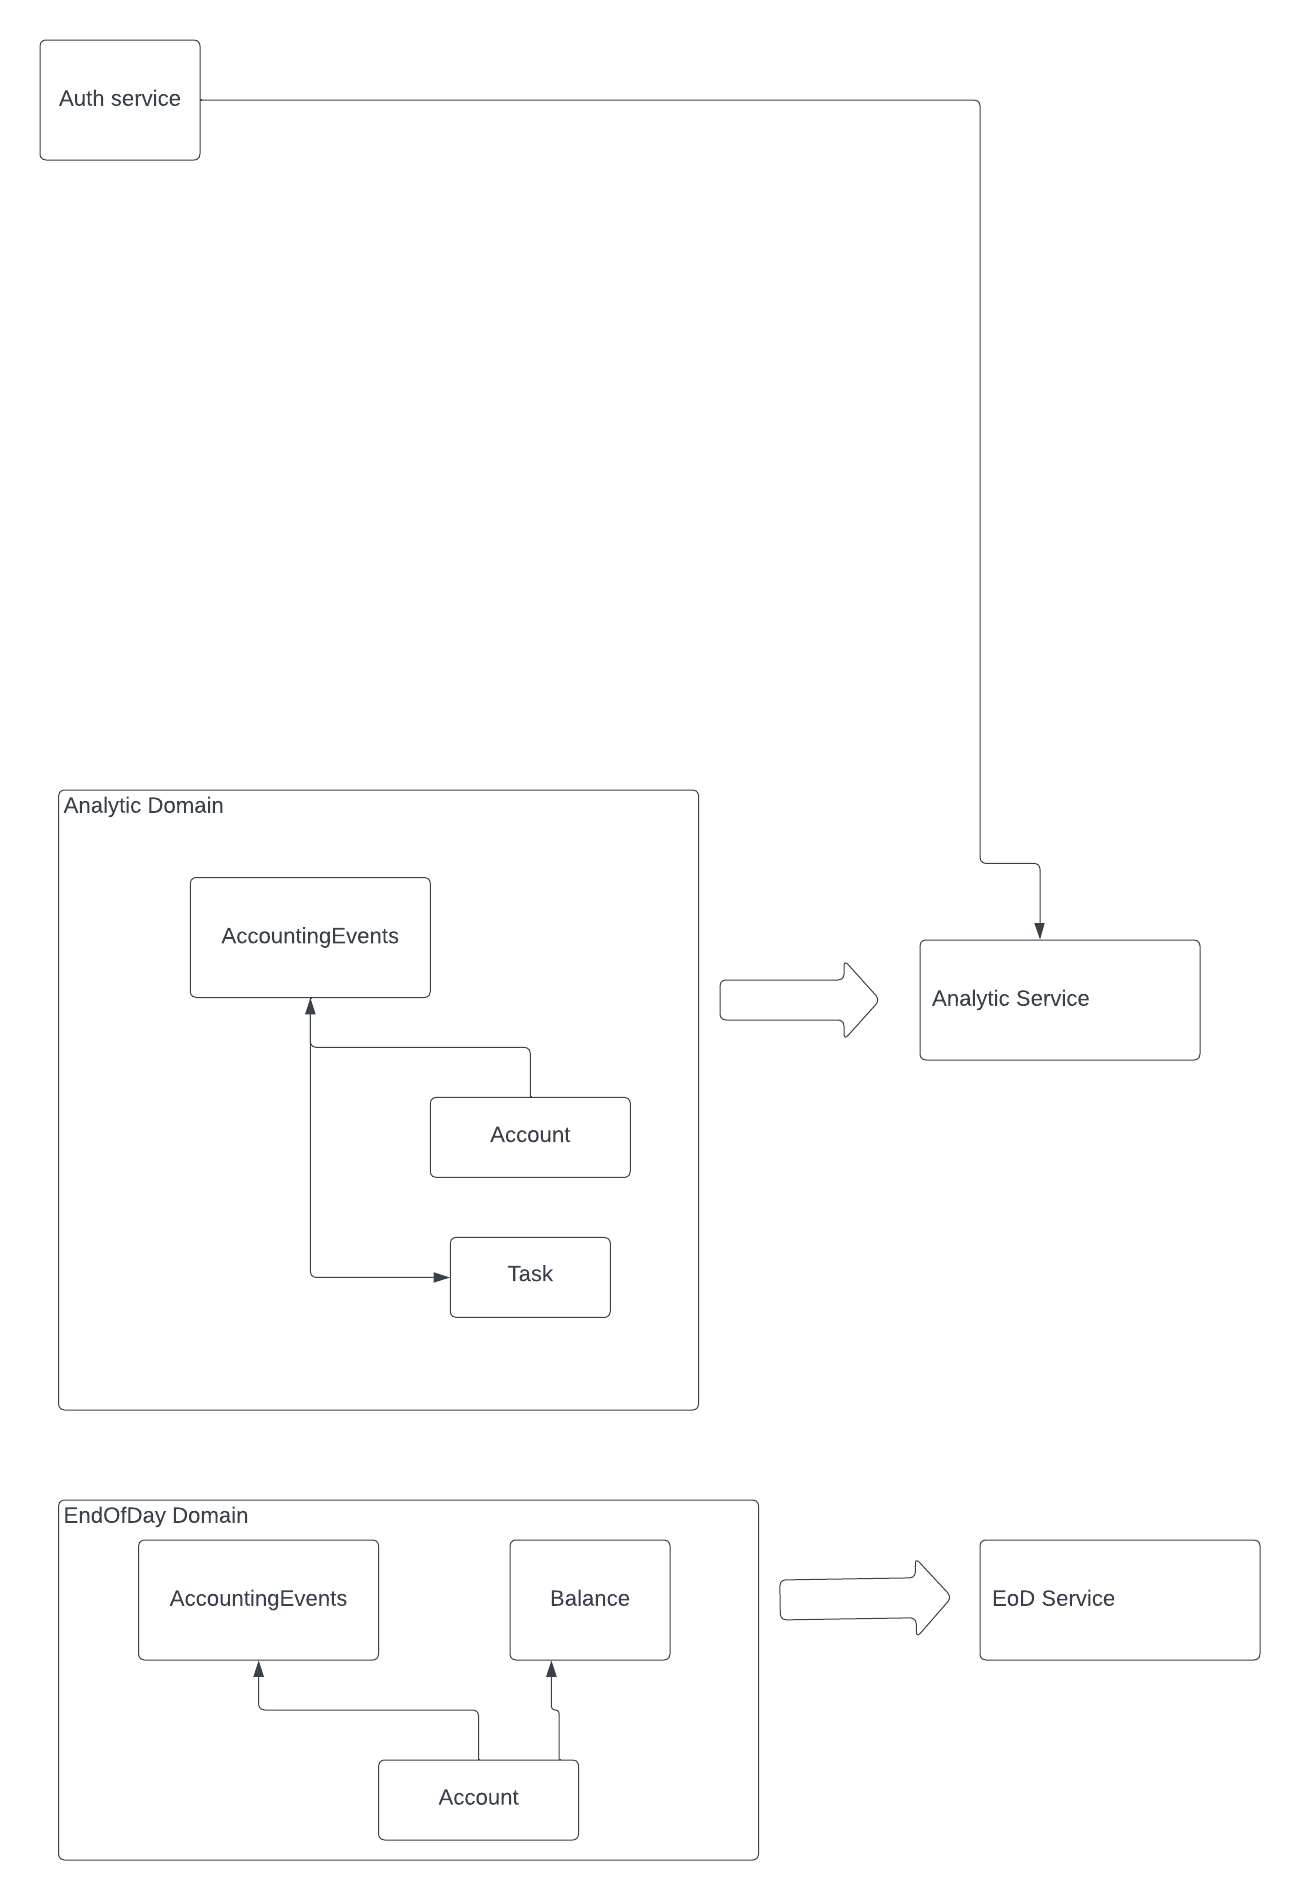 Auth service
Analytic Domain
AccountingEvents
Analytic Service
Account
Task
EndOfDay Domain
AccountingEvents
Balance
EoD Service
Account